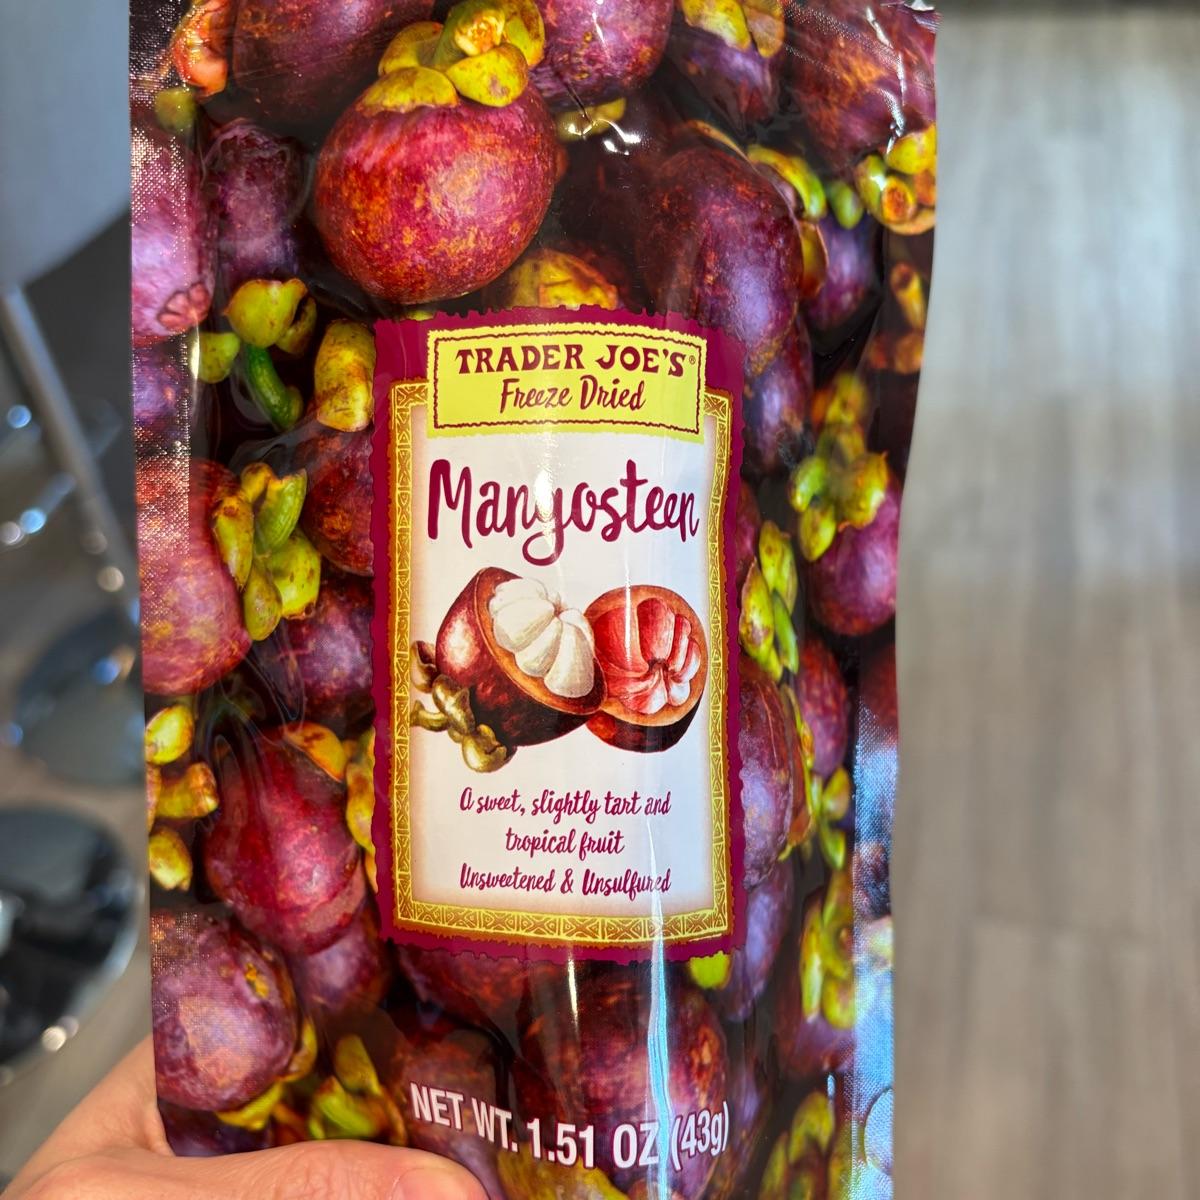 TRADER JOE'S®
Freeze Dried
Mangosteen
A sweet, slightly tart and
tropical fruit
Unsweetened & Unsulfured
NET WT. 1.51 OZ (43g)